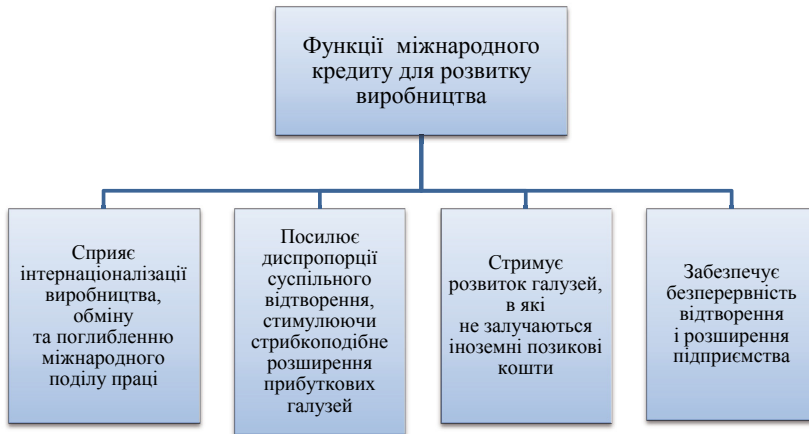 Функції міжнародного
кредиту для розвитку
виробництва
Сприяє
інтернаціоналізації
виробництва,
обміну
та поглибленню
міжнародного
поділу праці
Посилює
диспропорції
суспільного
відтворення,
стимулюючи
стрибкоподібне
розширення
прибуткових
галузей
Стримує
розвиток галузей,
в які
не залучаються
іноземні позикові
кошти
Забезпечує
безперервність
відтворення
і розширення
підприємства